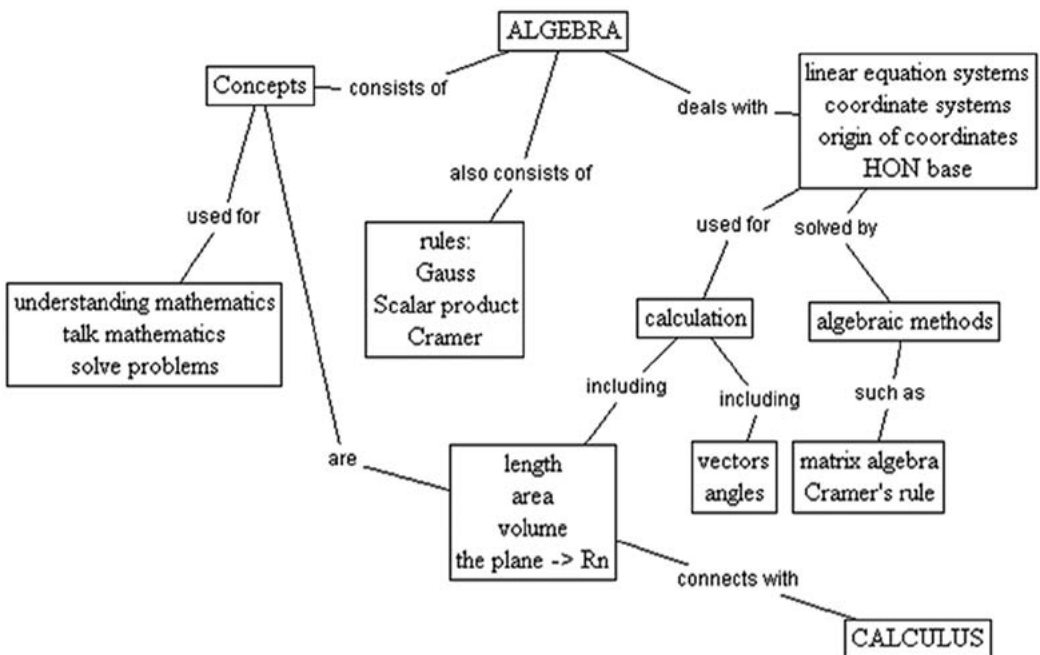 ALGEBRA
Concepts
consists of
deals with
linear equation systems
coordinate systems
origin of coordinates
HON base
also consists of
used for
used for
solved by
rules:
Gauss
Scalar product
Cramer
understanding mathematics
talk mathematics
solve problems
calculation
algebraic methods
including
including
such as
are
length
area
volume
the plane -> Rn
vectors
angles
matrix algebra
Cramer's rule
connects with
CALCULUS